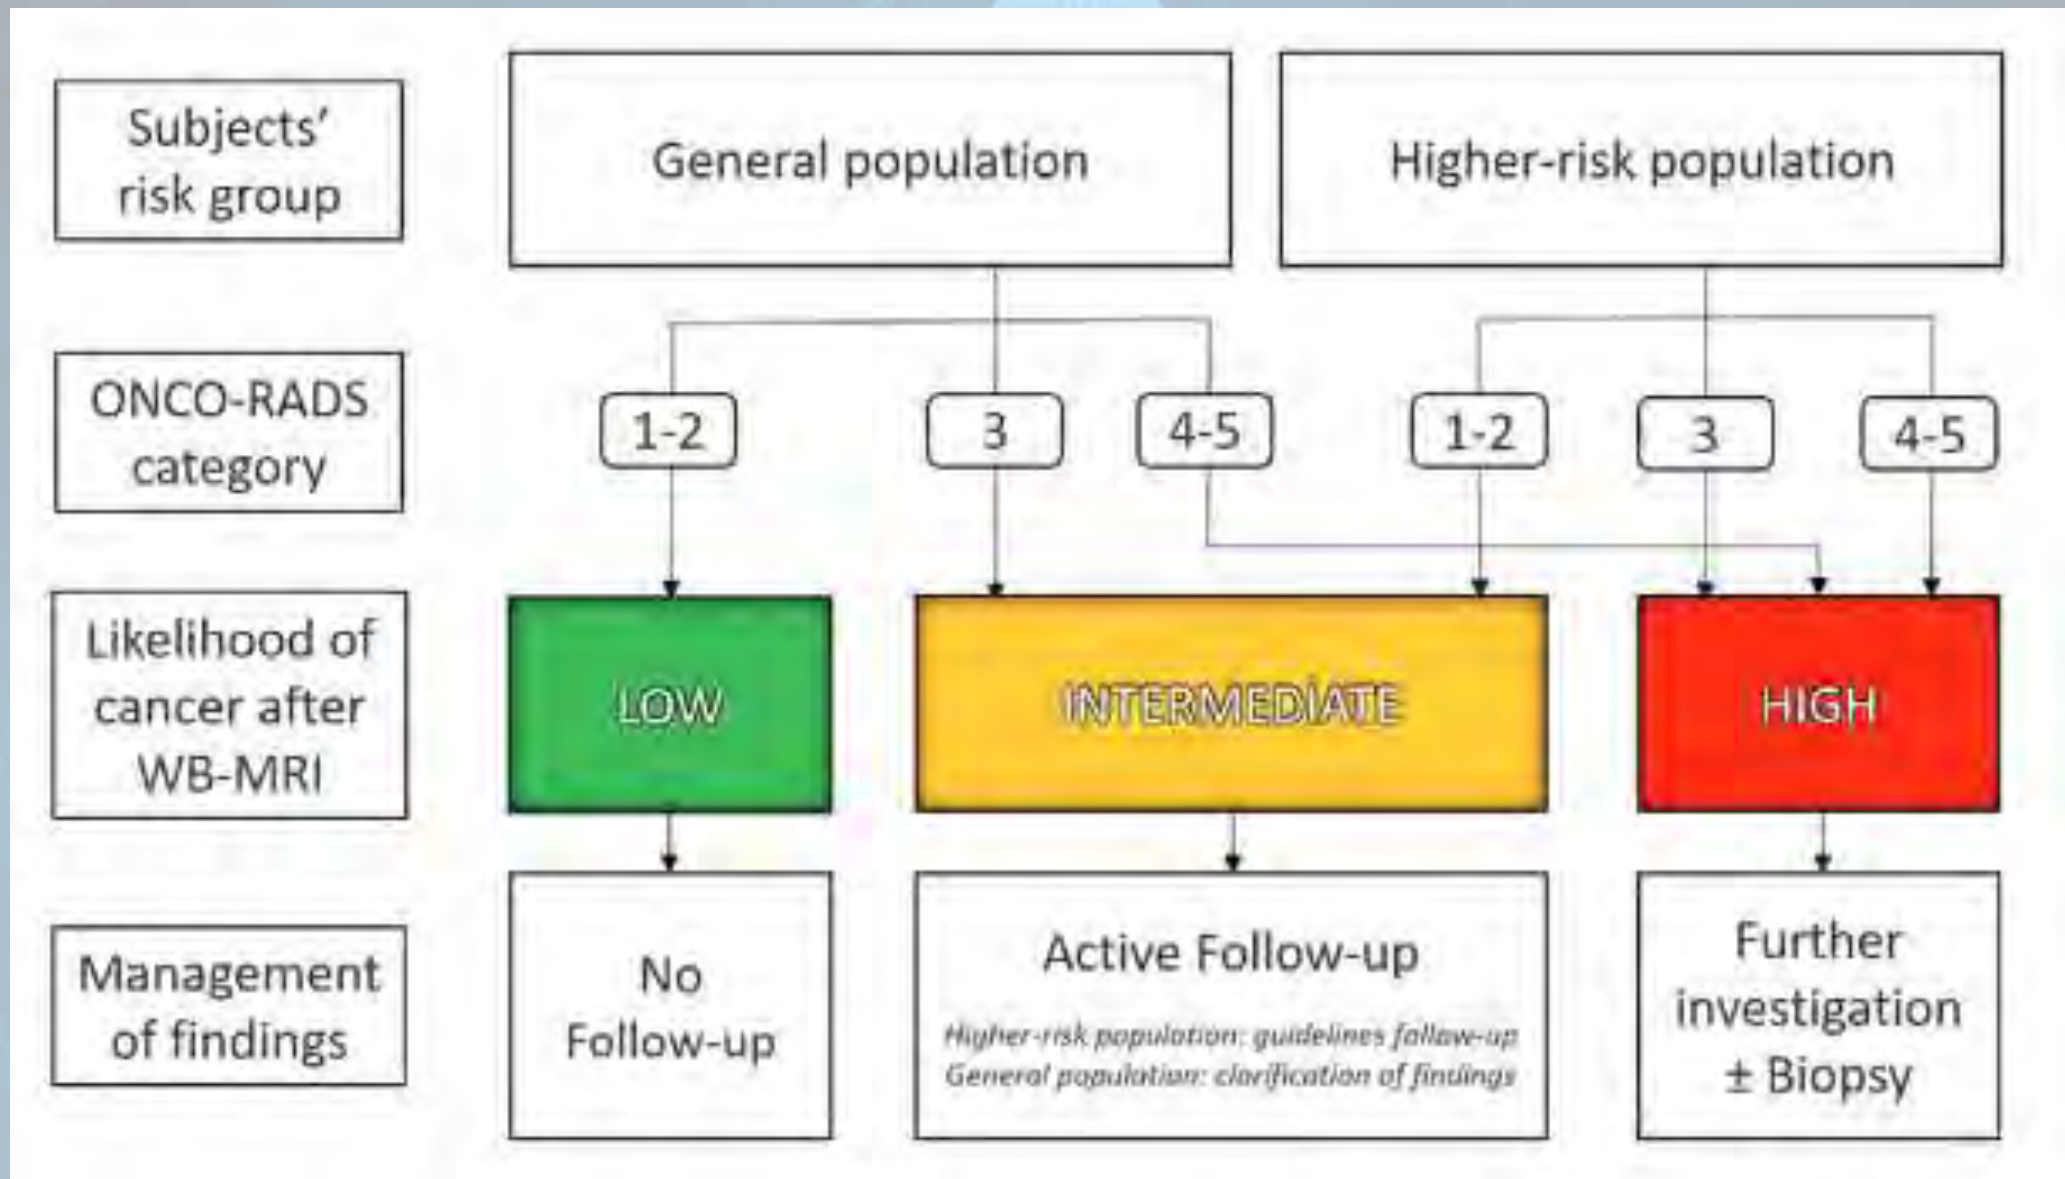 Subjects'
risk group
General population
Higher-risk population
ONCO-RADS
category
1-2
3
4-5
1-2
3
4-5
Likelihood of
cancer after
WB-MRI
LOW
INTERMEDIATE
HIGH
Management
of findings
No
Follow-up
Active Follow-up
Higher-risk population: guidelines follow-up
General population: clarification of findings
Further
investigation
± Biopsy